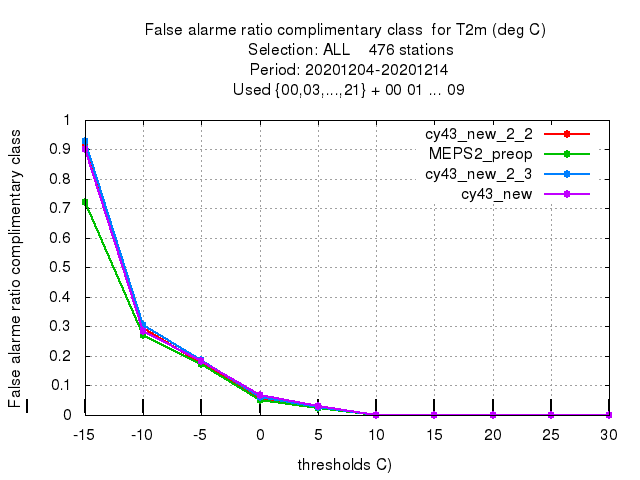 False alarme ratio complimentary class  for T2m (deg C)
Selection: ALL    476 stations
Period: 20201204-20201214
Used {00,03,...,21} + 00 01 ... 09
False alarme ratio complimentary class
1
0.9
0.8
0.7
0.6
0.5
0.4
0.3
0.2
0.1
0
cy43_new_2_2
MEPS2_preop
cy43_new_2_3
cy43_new
-15 -10 -5 0 5 10 15 20 25 30
thresholds C)